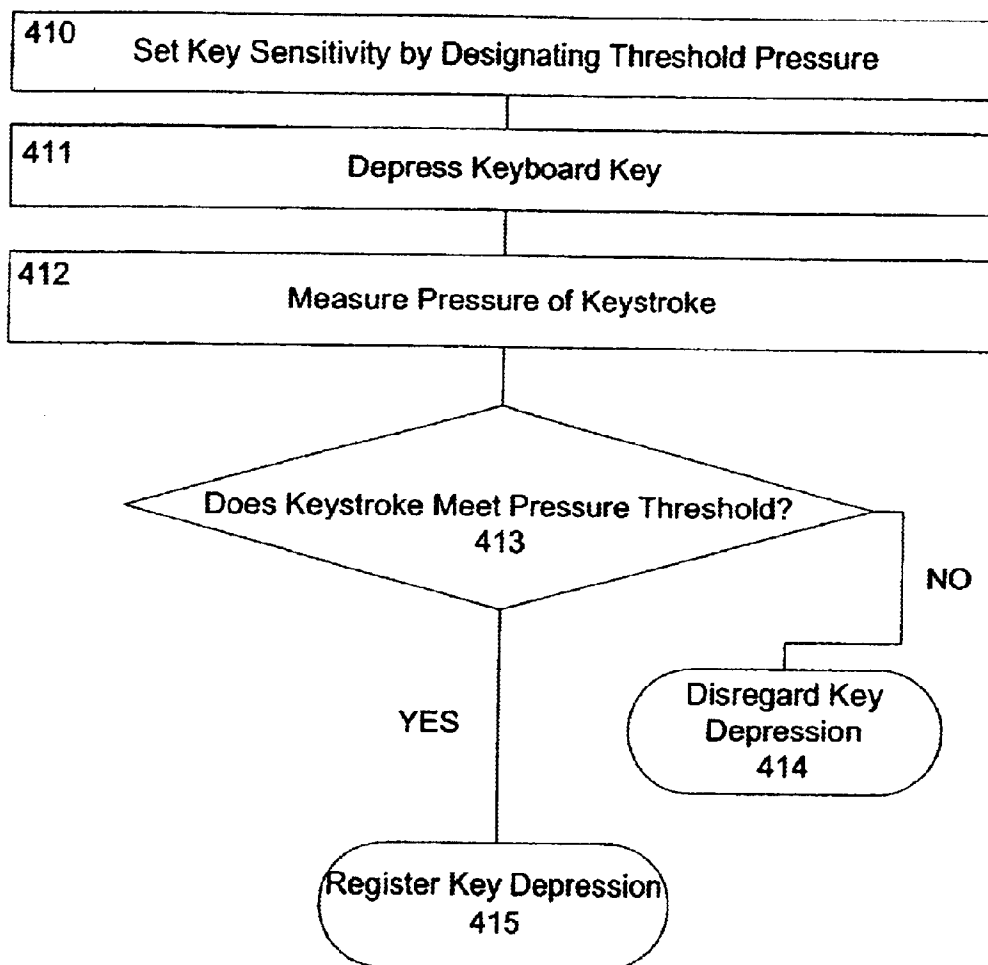 410
Set Key Sensitivity by Designating Threshold Pressure
411
Depress Keyboard Key
412
Measure Pressure of Keystroke
Does Keystroke Meet Pressure Threshold?
413
NO
YES
Disregard Key
Depression
414
Register Key Depression
415